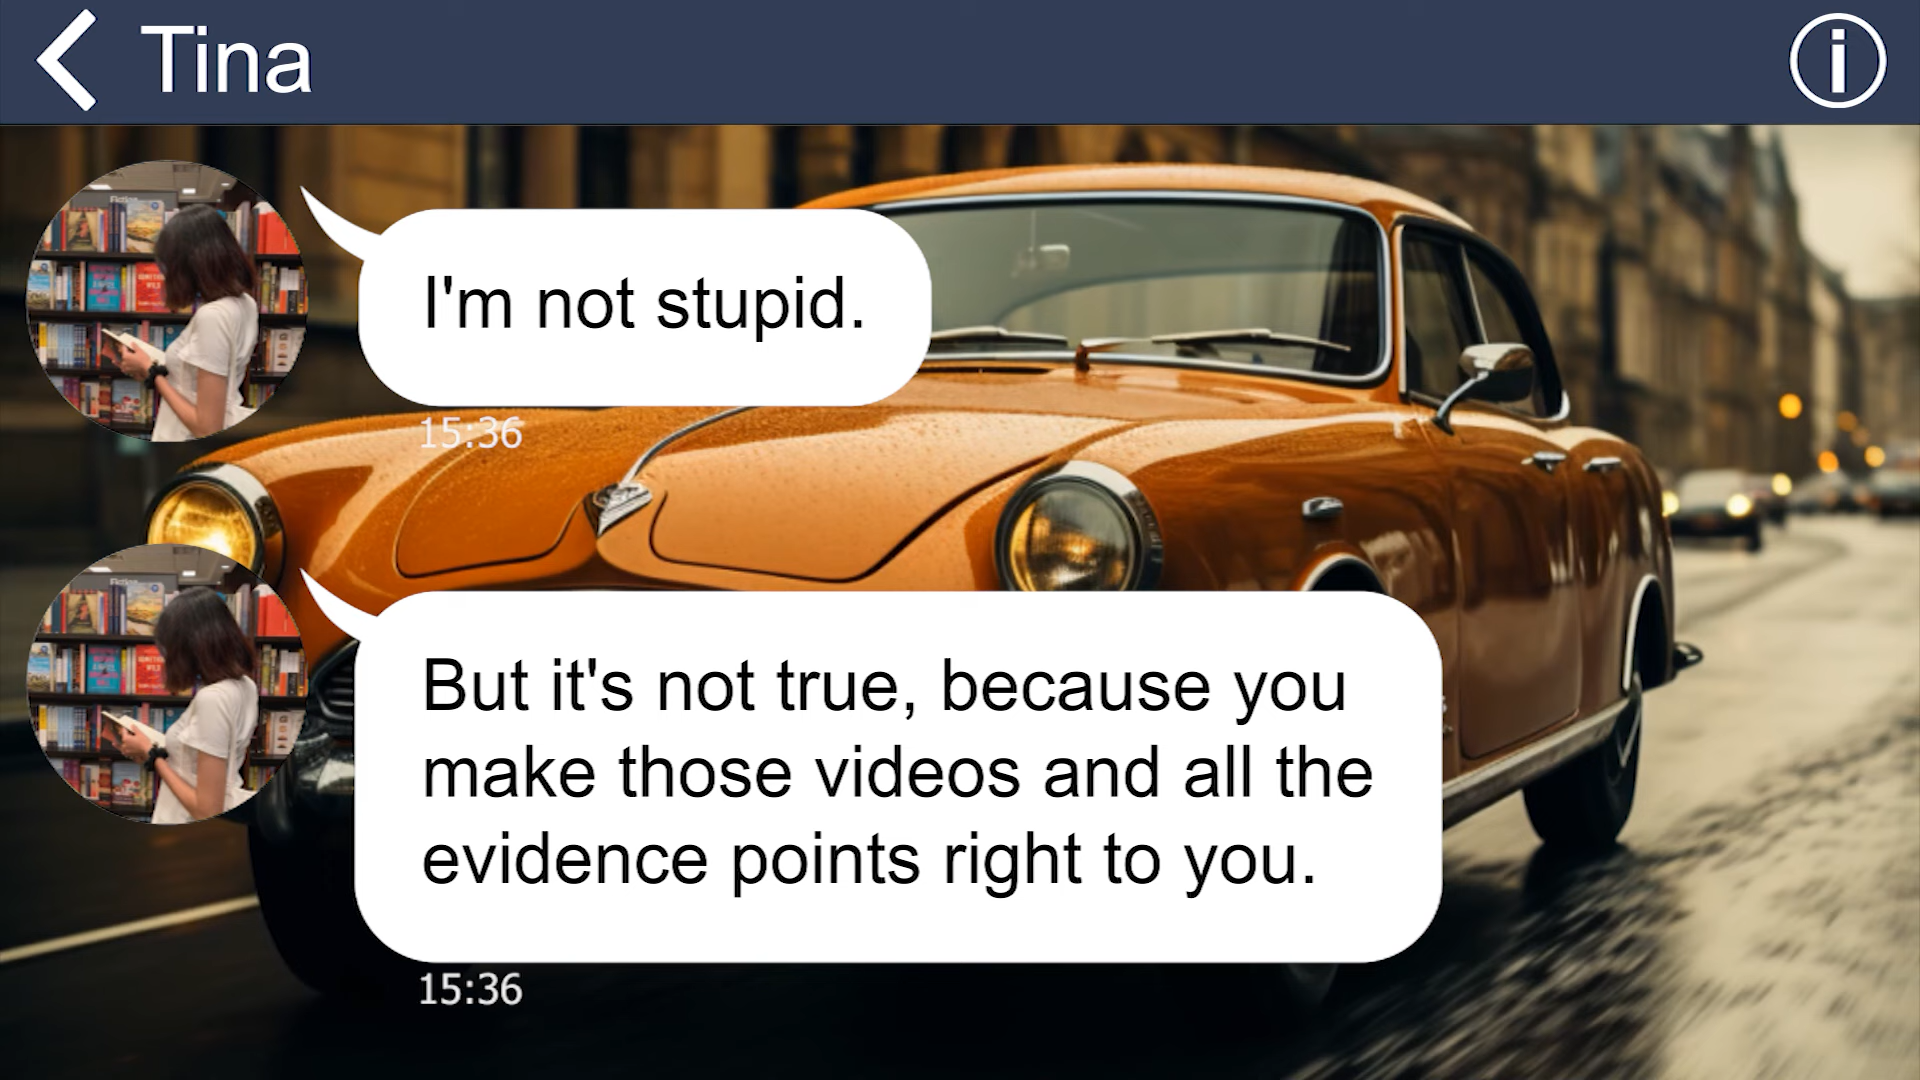 Tina
I'm not stupid.
15:36
But it's not true, because you
make those videos and all the
evidence points right to you.
15:36